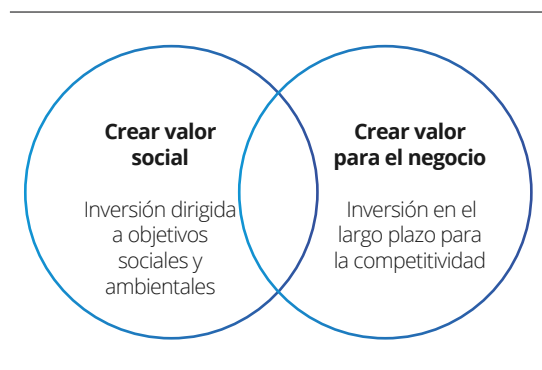 Crear valor
social
Inversión dirigida
a objetivos
sociales y
ambientales
Crear valor
para el negocio
Inversión en el
largo plazo para
la competitividad